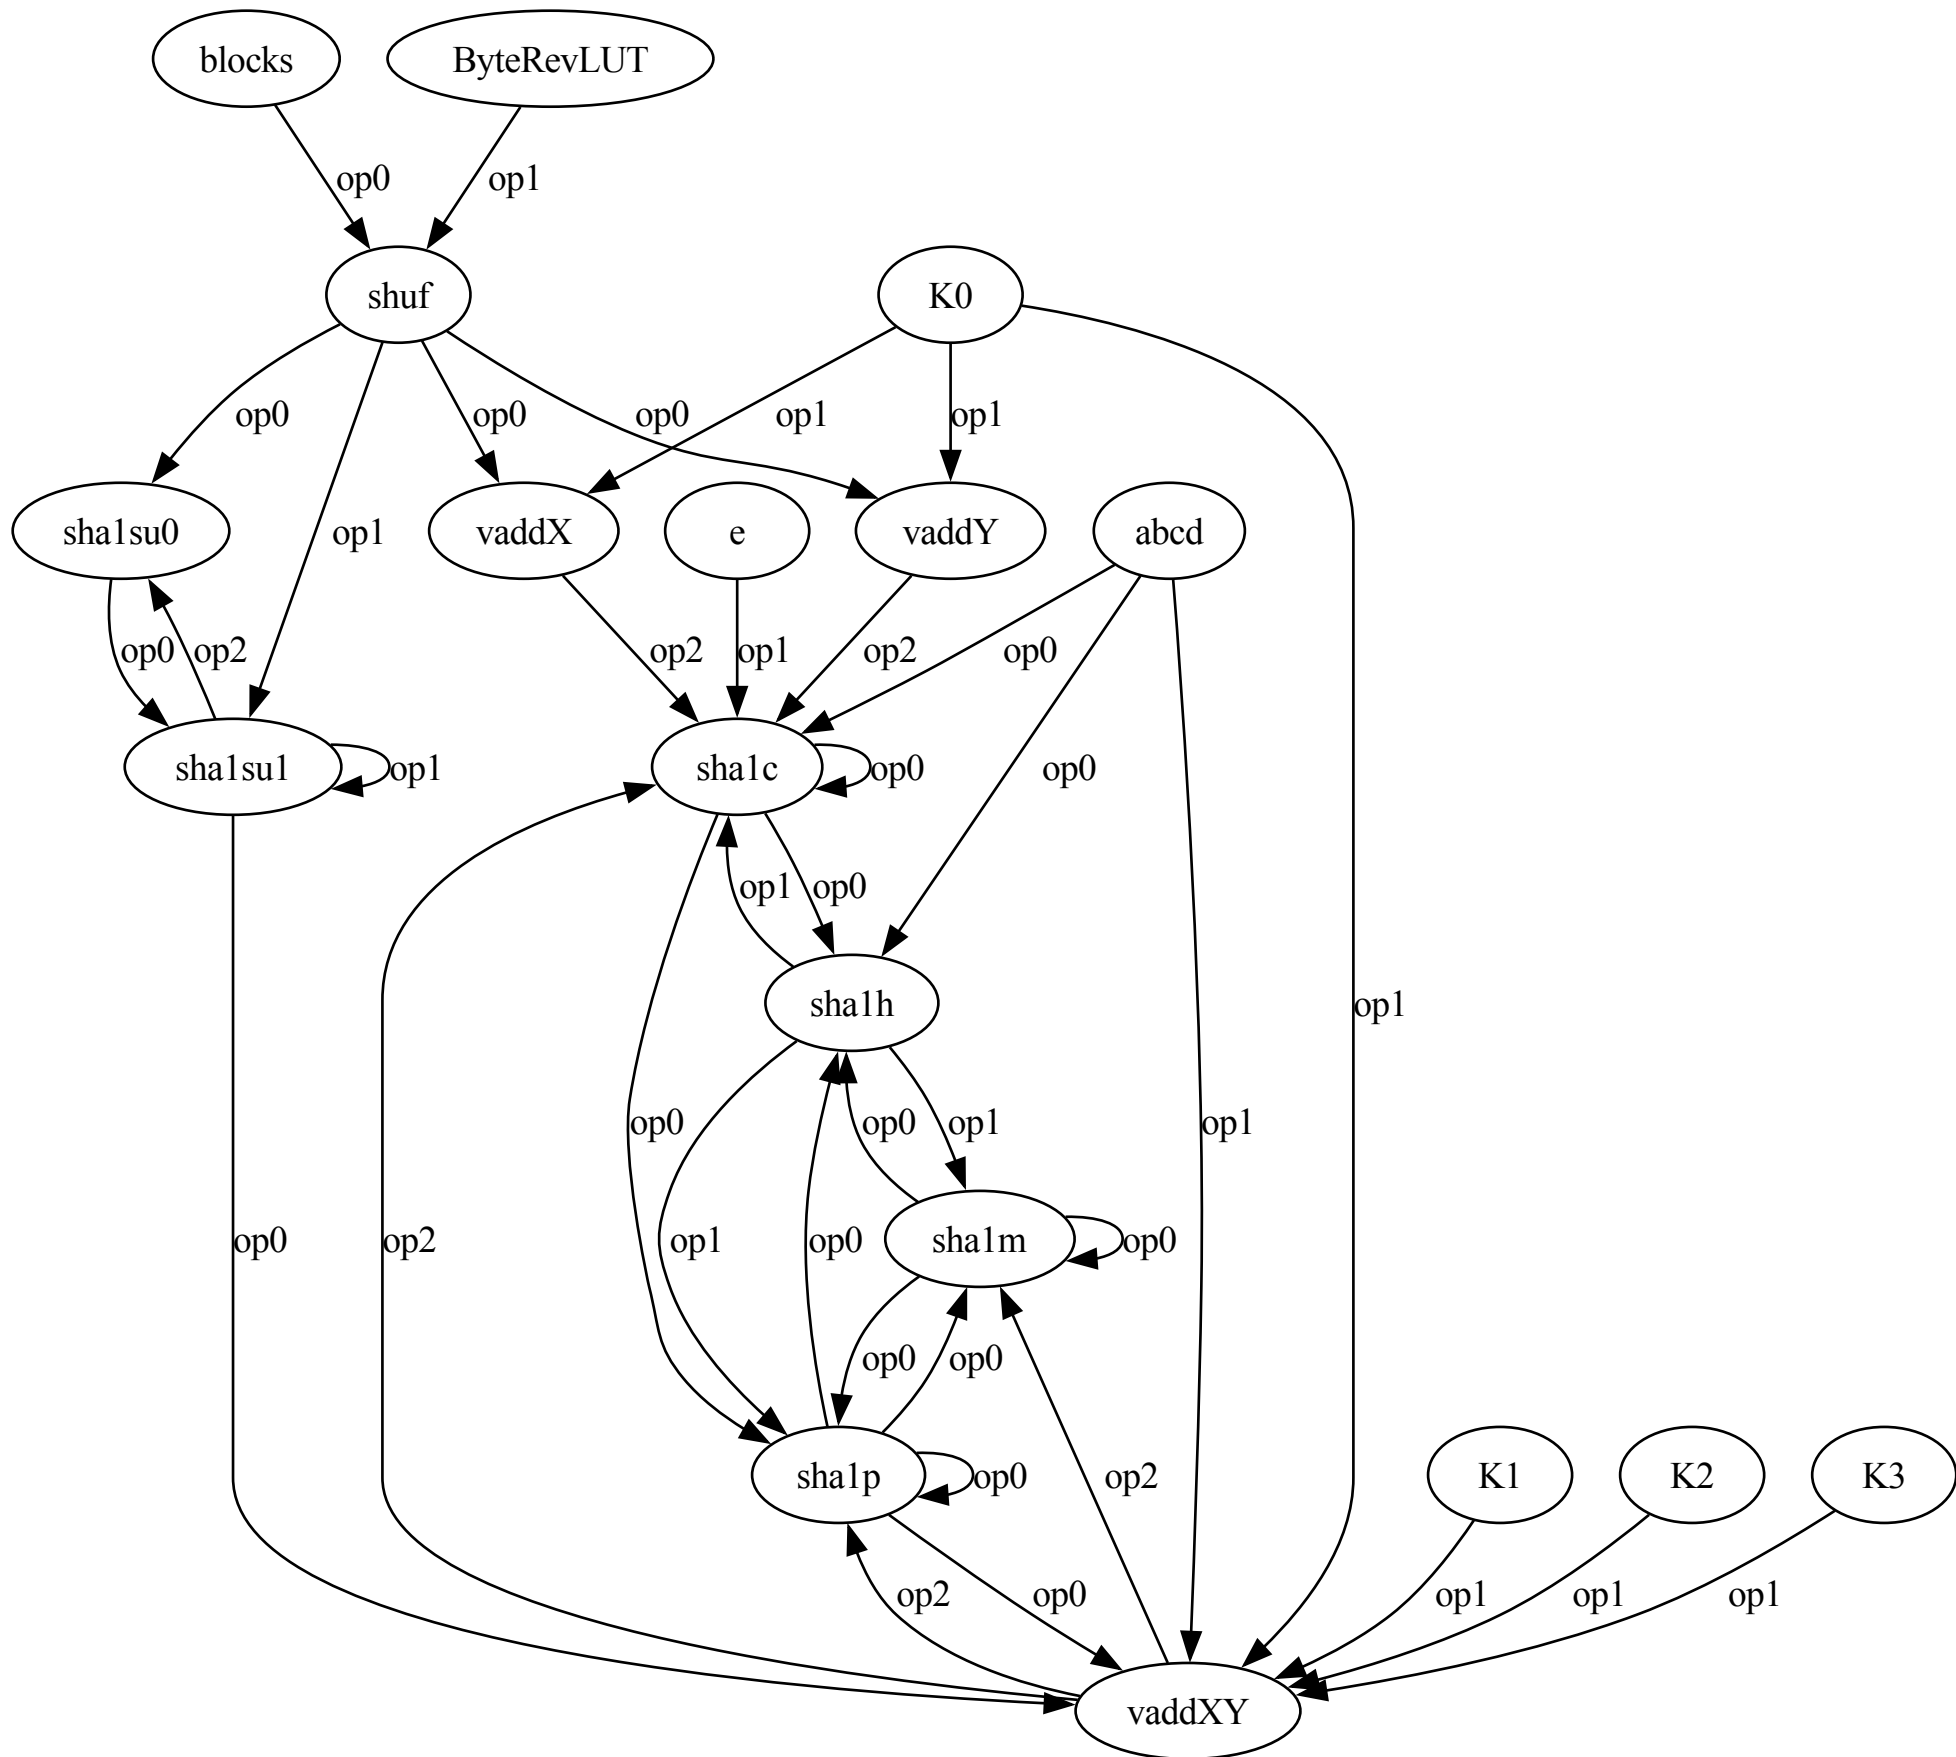 blocks ByteRevLUT
op0 op1
shuf K0
op0 op0 op0 op1 op1
sha1su0 op1 vaddX e vaddY abcd
op0 op2 op2 op1 op2 op0
sha1su1 op1 sha1c op0 op0
op1 op0
sha1h op1
op0 op0 op1 op1
op0 op2 op1 op0 sha1m op0
op0 op0
sha1p op0 op2 K1 K2 K3
op2 op0 op1 op1 op1
vaddXY